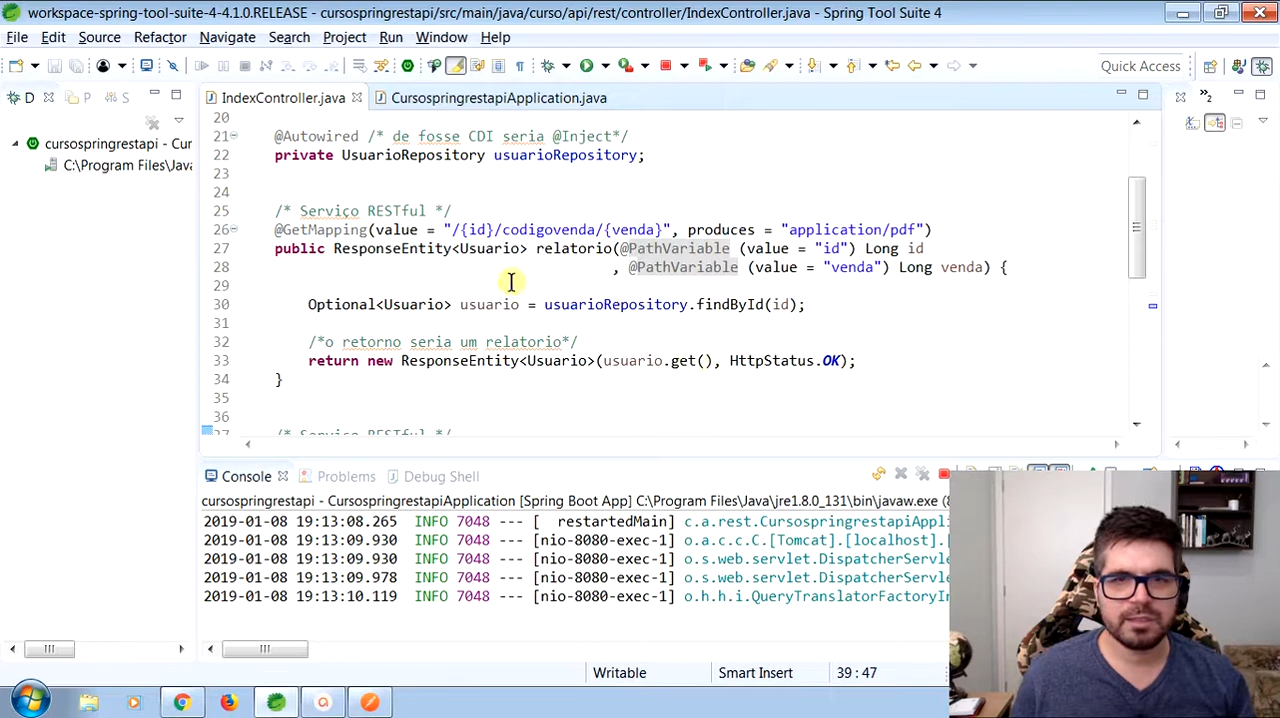 workspace-spring-tool-suite-4-4.1.0.RELEASE - cursospringrestapi/src/main/java/curso/api/rest/controller/IndexController.java - Spring Tool Suite 4
File Edit Source Refactor Navigate Search Project Run Window Help
Quick Access
D P S
IndexController.java CursospringrestapiApplication.java
2
cursospringrestapi - Cur
C:\Program Files\Java
20
21 @Autowired /* de fosse CDI seria @Inject*/
22 private UsuarioRepository usuarioRepository;
23
24
25 /* Serviço RESTful */
26 @GetMapping(value = "/{id}/codigovenda/{venda}", produces = "application/pdf")
27 public ResponseEntity<Usuario> relatorio(@PathVariable (value = "id") Long id
28 , @PathVariable (value = "venda") Long venda) {
29
30 Optional<Usuario> usuario = usuarioRepository.findById(id);
31
32 /*o retorno seria um relatorio*/
33 return new ResponseEntity<Usuario>(usuario.get(), HttpStatus.OK);
34 }
35
36
37 /* Serviço RESTful */
Console Problems Debug Shell
cursospringrestapi - CursospringrestapiApplication [Spring Boot App] C:\Program Files\Java\jre1.8.0_131\bin\javaw.exe (8
2019-01-08 19:13:08.265 INFO 7048 --- [ restartedMain] c.a.rest.CursospringrestapiAppl
2019-01-08 19:13:09.930 INFO 7048 --- [nio-8080-exec-1] o.a.c.c.C.[Tomcat].[localhost].[
2019-01-08 19:13:09.930 INFO 7048 --- [nio-8080-exec-1] o.s.web.servlet.DispatcherServle
2019-01-08 19:13:09.978 INFO 7048 --- [nio-8080-exec-1] o.s.web.servlet.DispatcherServle
2019-01-08 19:13:10.119 INFO 7048 --- [nio-8080-exec-1] o.h.h.i.QueryTranslatorFactoryIn
Writable Smart Insert 39 : 47